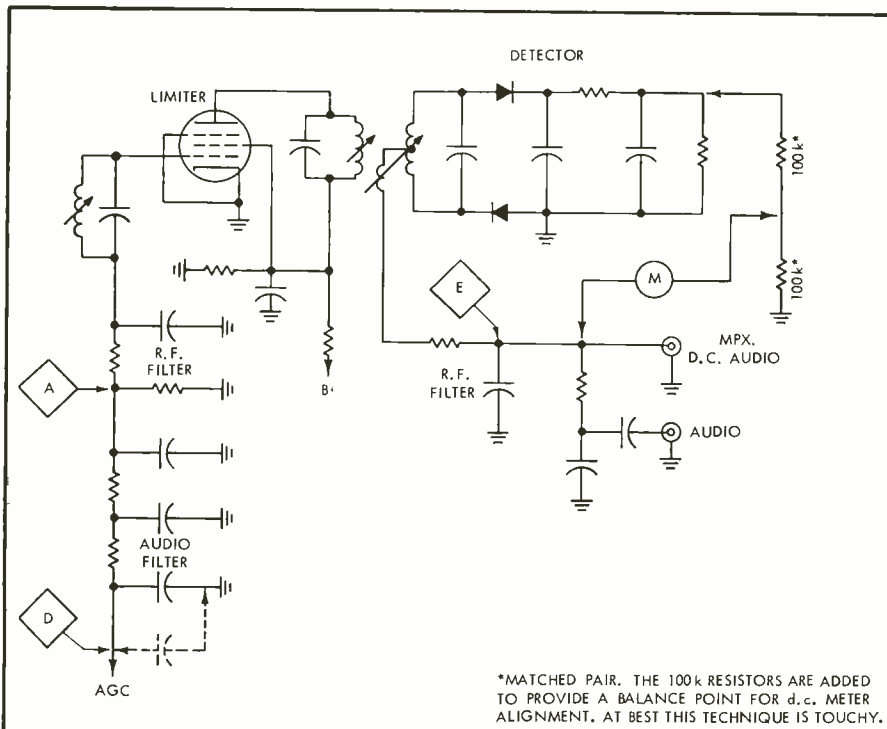 DETECTOR
LIMITER
100k*
100k*
M
E
MPX.
D.C. AUDIO
R.F.
FILTER
B+
R.F.
FILTER
A
AUDIO
AUDIO
FILTER
D
AGC
*MATCHED PAIR. THE 100k RESISTORS ARE ADDED
TO PROVIDE A BALANCE POINT FOR d.c. METER
ALIGNMENT. AT BEST THIS TECHNIQUE IS TOUCHY.